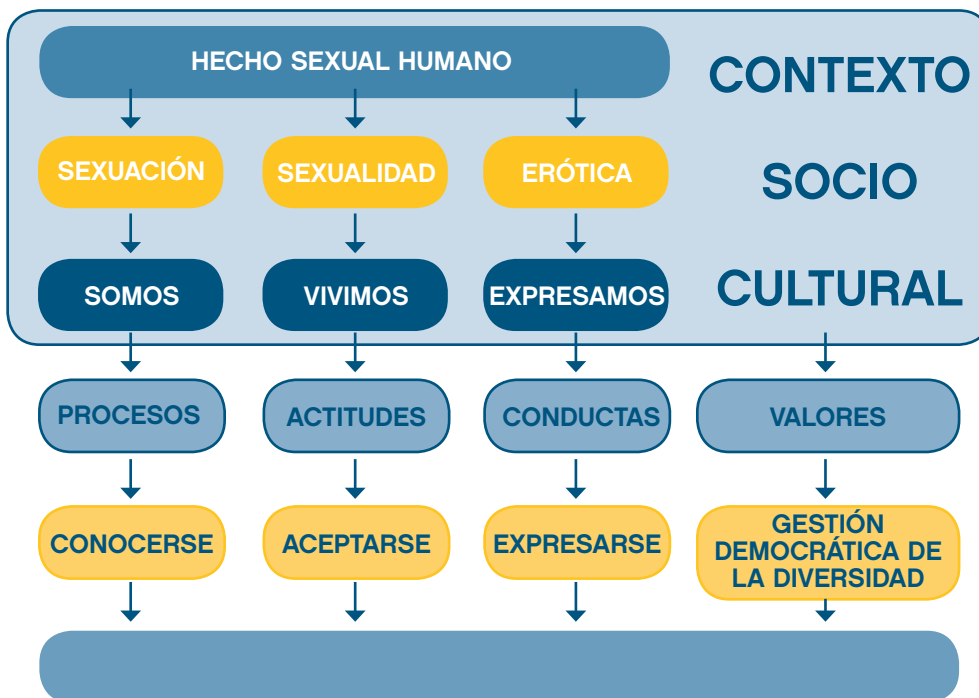 HECHO SEXUAL HUMANO
CONTEXTO
SOCIO
CULTURAL
SEXUACIÓN
SEXUALIDAD
ERÓTICA
SOMOS
VIVIMOS
EXPRESAMOS
PROCESOS
ACTITUDES
CONDUCTAS
VALORES
CONOCERSE
ACEPTARSE
EXPRESARSE
GESTIÓN
DEMOCRÁTICA DE
LA DIVERSIDAD